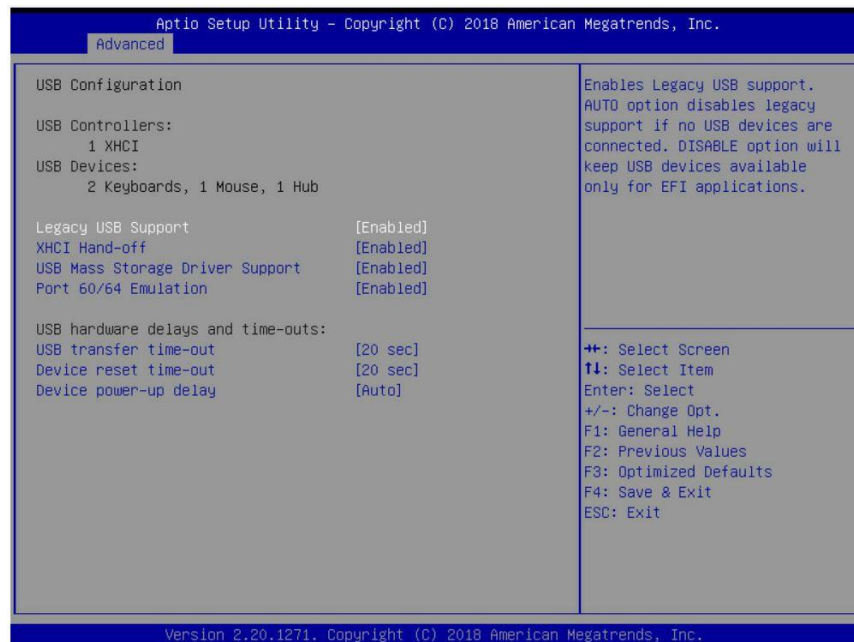 Aptio Setup Utility – Copyright (C) 2018 American Megatrends, Inc.
Advanced
USB Configuration
USB Controllers:
1 XHCI
USB Devices:
2 Keyboards, 1 Mouse, 1 Hub
Legacy USB Support [Enabled]
XHCI Hand-off [Enabled]
USB Mass Storage Driver Support [Enabled]
Port 60/64 Emulation [Enabled]
USB hardware delays and time-outs:
USB transfer time-out [20 sec]
Device reset time-out [20 sec]
Device power-up delay [Auto]
Enables Legacy USB support.
AUTO option disables legacy
support if no USB devices are
connected. DISABLE option will
keep USB devices available
only for EFI applications.
→←: Select Screen
↑↓: Select Item
Enter: Select
+/-: Change Opt.
F1: General Help
F2: Previous Values
F3: Optimized Defaults
F4: Save & Exit
ESC: Exit
Version 2.20.1271. Copyright (C) 2018 American Megatrends, Inc.